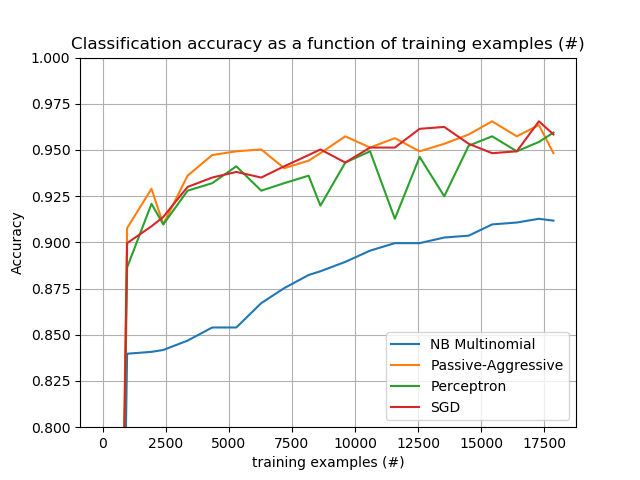 Classification accuracy as a function of training examples (#)
1.000
0.975
0.950
0.925
0.900
0.875
0.850
0.825
0.800
Accuracy
NB Multinomial
Passive-Aggressive
Perceptron
SGD
0 2500 5000 7500 10000 12500 15000 17500
training examples (#)